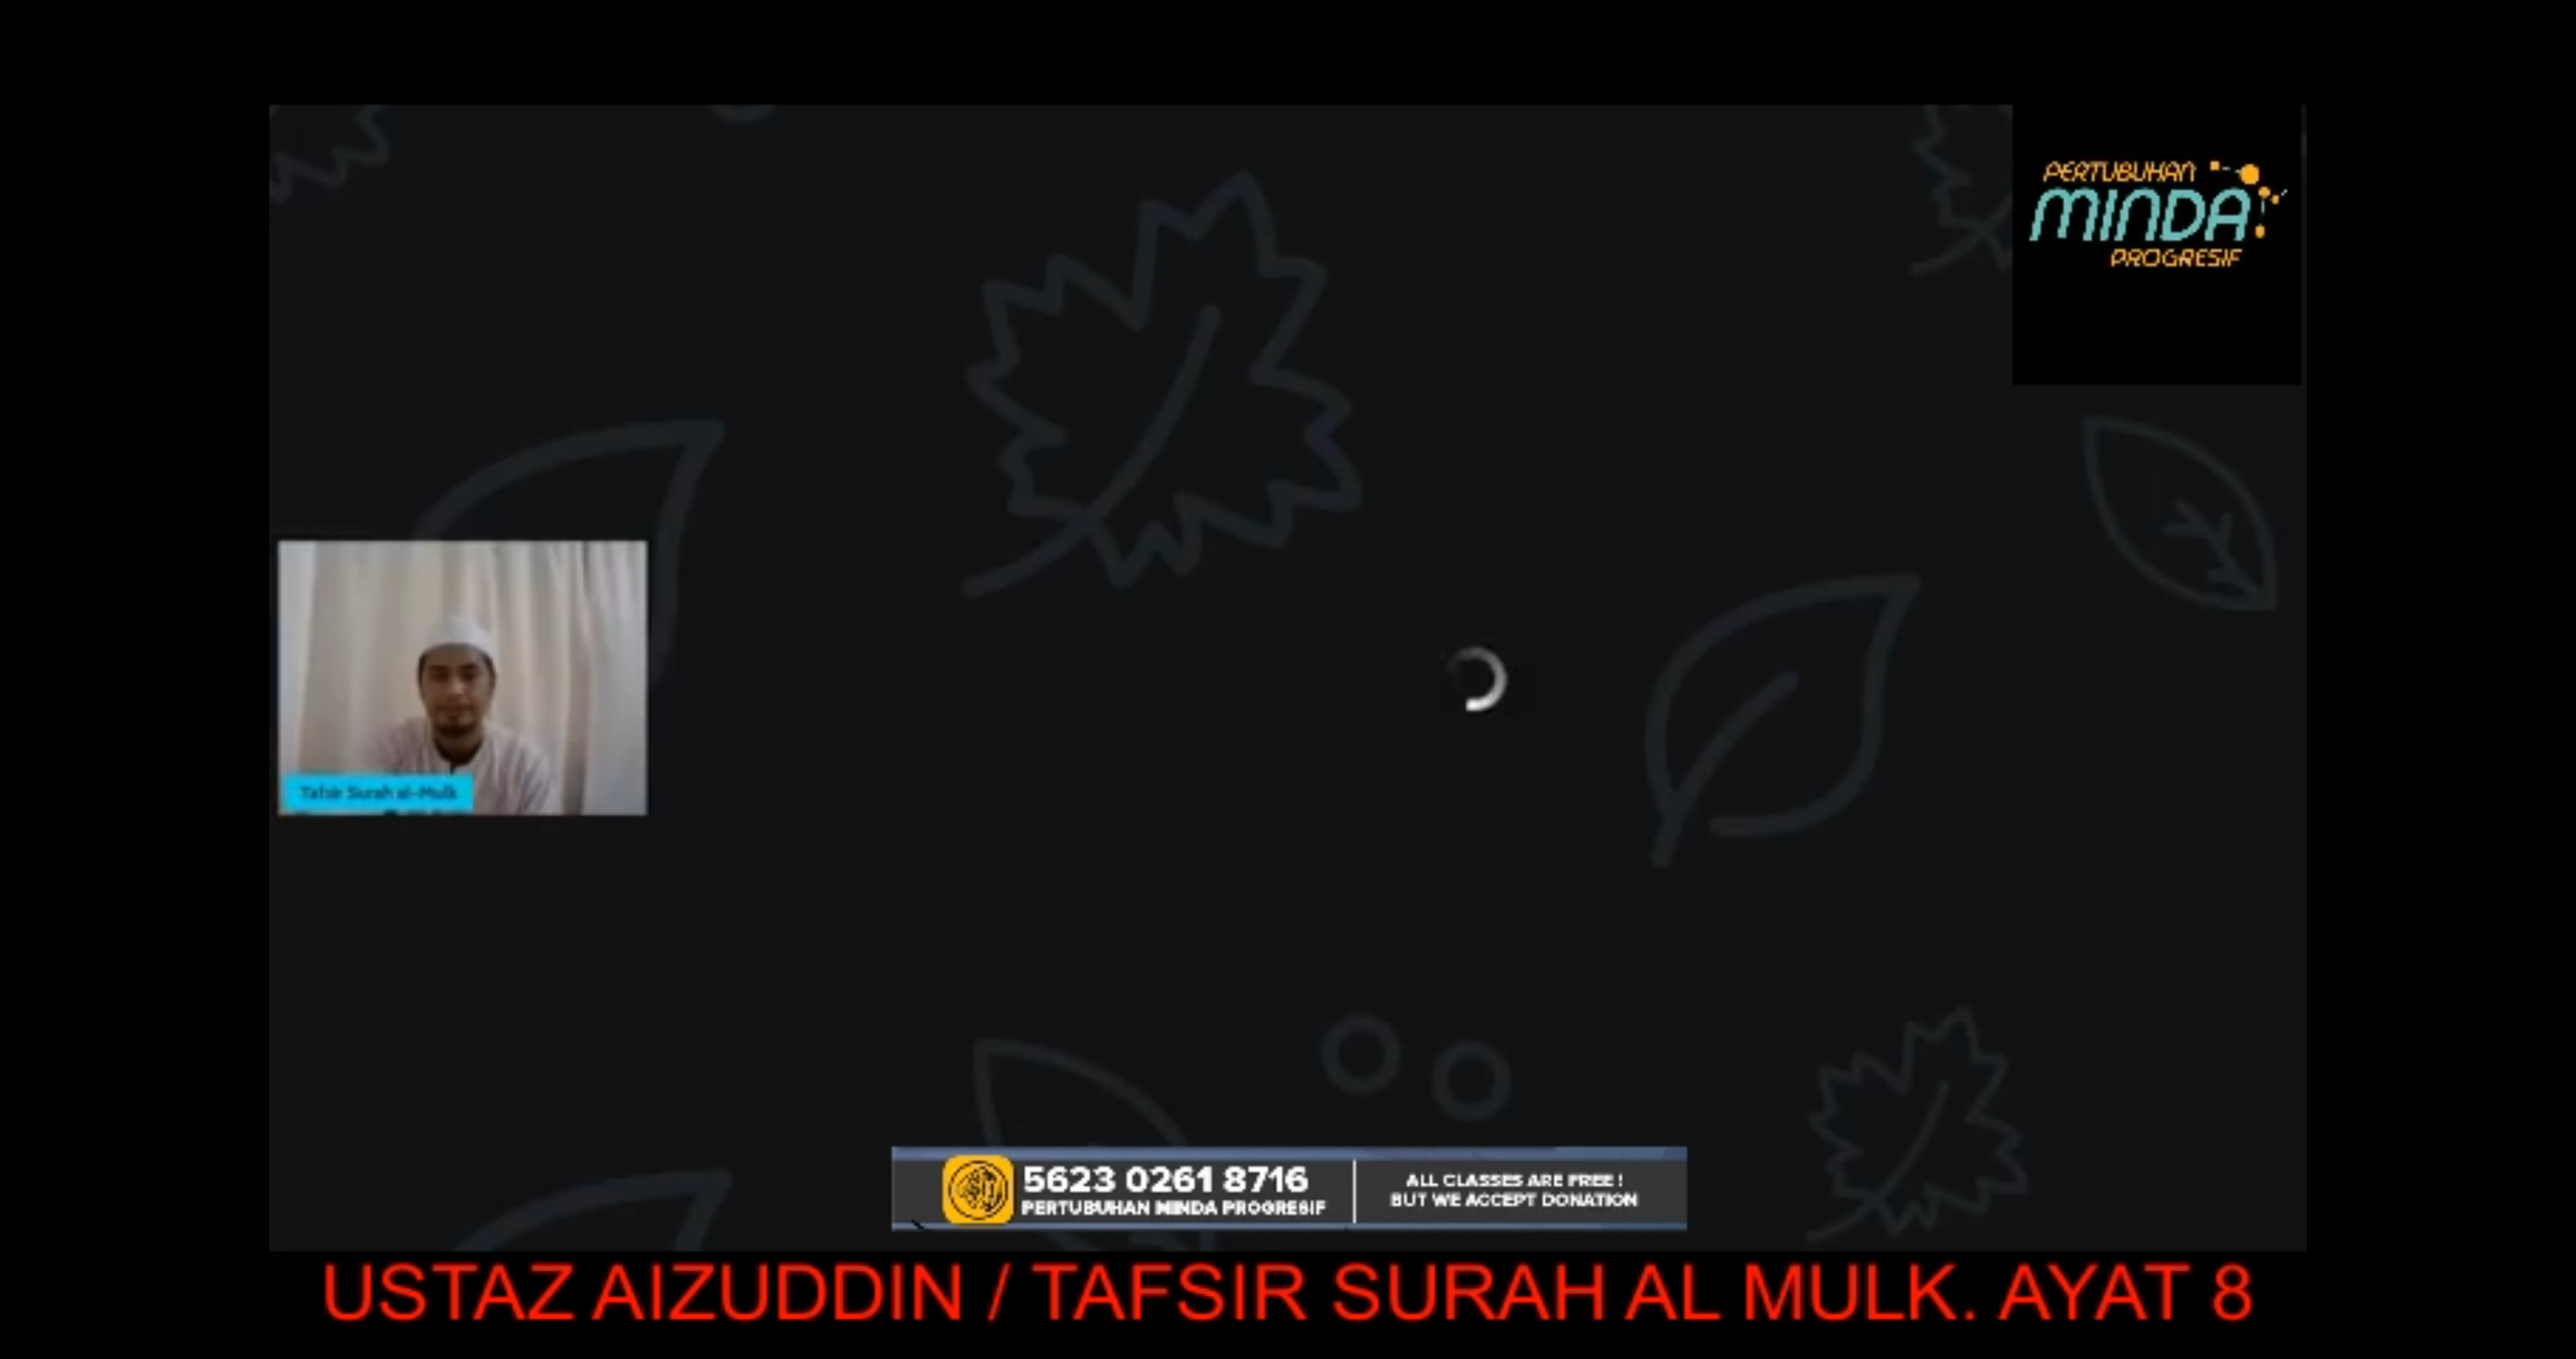 PERTUBUHAN
MINDA
PROGRESIF
Tafsir Surah al-Mulk
5623 0261 8716
PERTUBUHAN MINDA PROGRESIF
ALL CLASSES ARE FREE !
BUT WE ACCEPT DONATION
USTAZ AIZUDDIN / TAFSIR SURAH AL MULK. AYAT 8